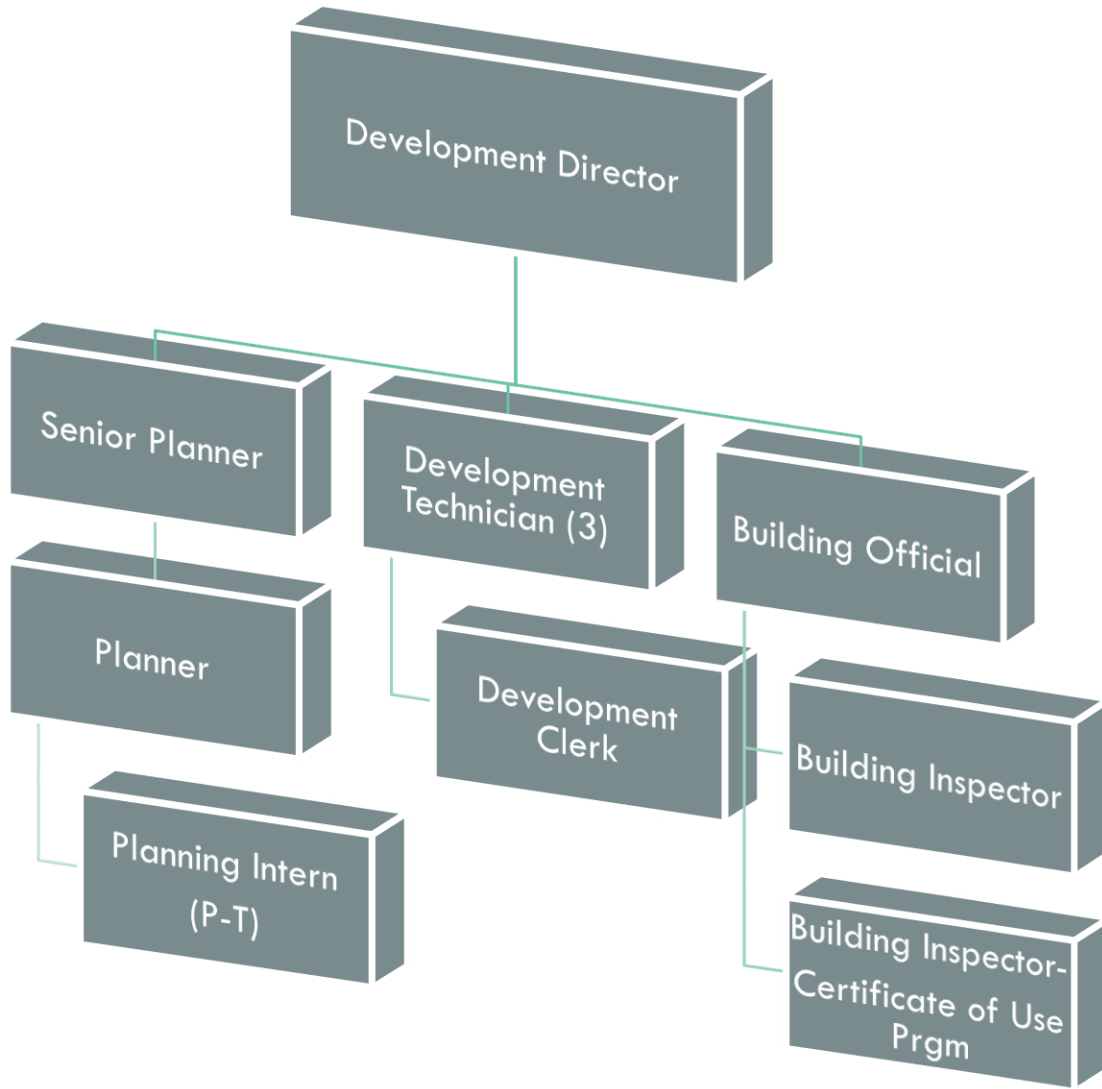 Development Director
Senior Planner
Development
Technician (3)
Building Official
Planner
Development
Clerk
Building Inspector
Planning Intern
(P-T)
Building Inspector-
Certificate of Use
Prgm